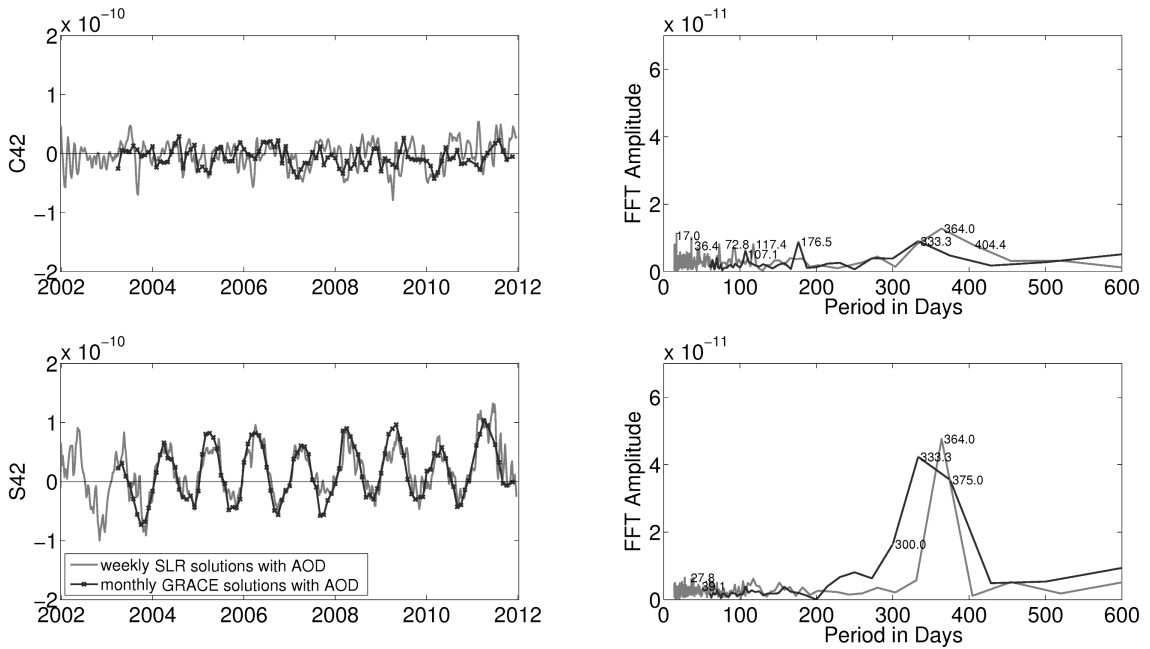 2 x 10⁻¹⁰
1
0
−1
−2
C42
2002 2004 2006 2008 2010 2012
x 10⁻¹¹
6
4
2
0
FFT Amplitude
17.0
36.4
72.8
107.1
117.4
176.5
333.3
364.0
404.4
0 100 200 300 400 500 600
Period in Days
2 x 10⁻¹⁰
1
0
−1
−2
S42
weekly SLR solutions with AOD
monthly GRACE solutions with AOD
2002 2004 2006 2008 2010 2012
x 10⁻¹¹
6
4
2
0
FFT Amplitude
364.0
333.3
375.0
300.0
27.8
39.1
0 100 200 300 400 500 600
Period in Days